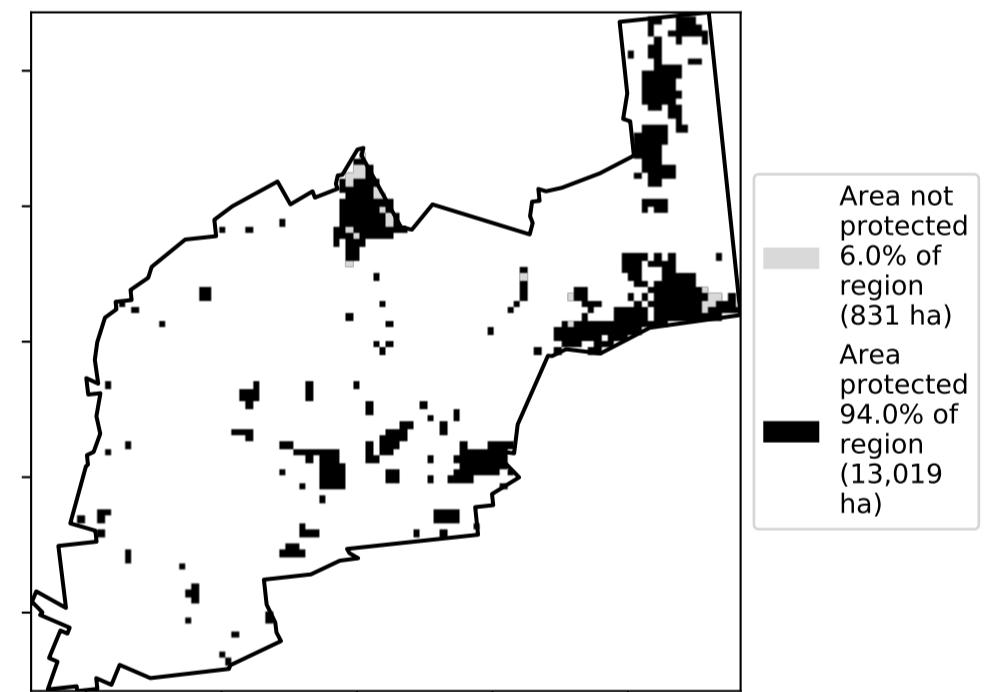 Area not
protected
6.0% of
region
(831 ha)
Area
protected
94.0% of
region
(13,019
ha)